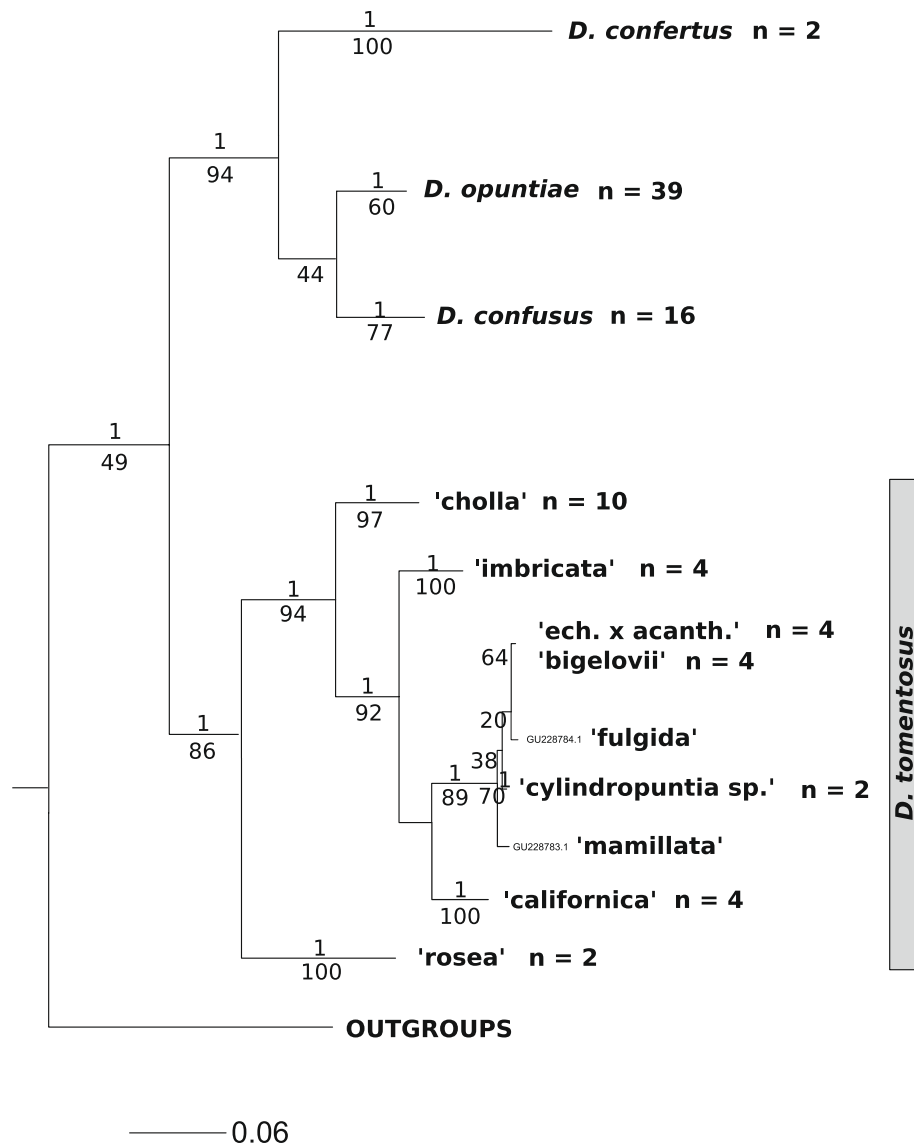 1
100
D. confertus n = 2
1
94
1
60
D. opuntiae n = 39
44
1
77
D. confusus n = 16
1
49
1
97
'cholla' n = 10
1
100
'imbricata' n = 4
1
94
'ech. x acanth.' n = 4
64
'bigelovii' n = 4
1
92
20
GU228784.1 'fulgida'
1
86
38
1
89
70
1
'cylindropuntia sp.' n = 2
GU228783.1 'mamillata'
1
100
'californica' n = 4
1
100
'rosea' n = 2
D. tomentosus
OUTGROUPS
0.06